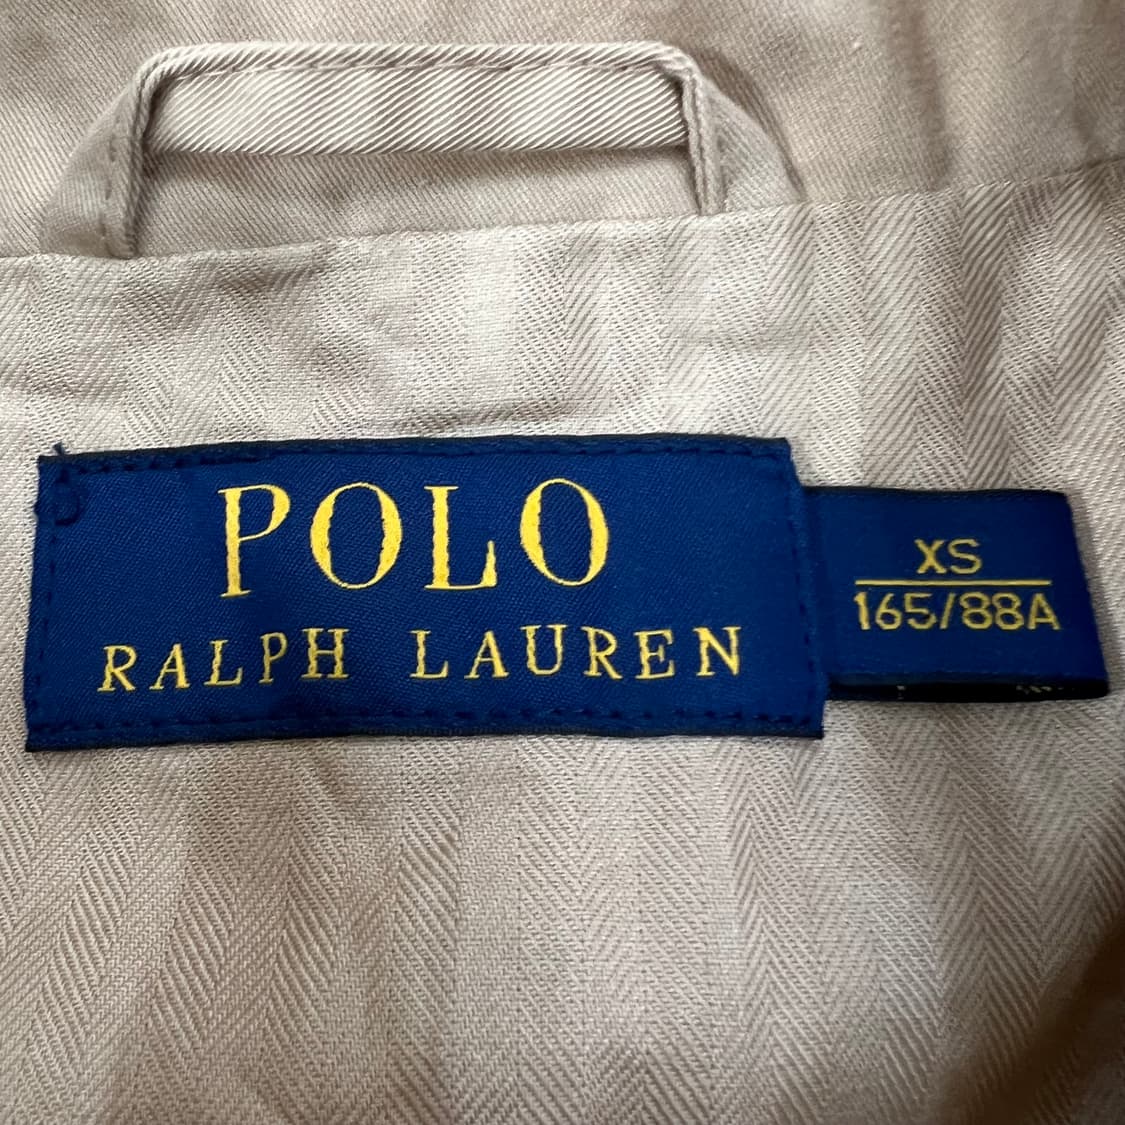 POLO
RALPH LAUREN
XS
165/88A